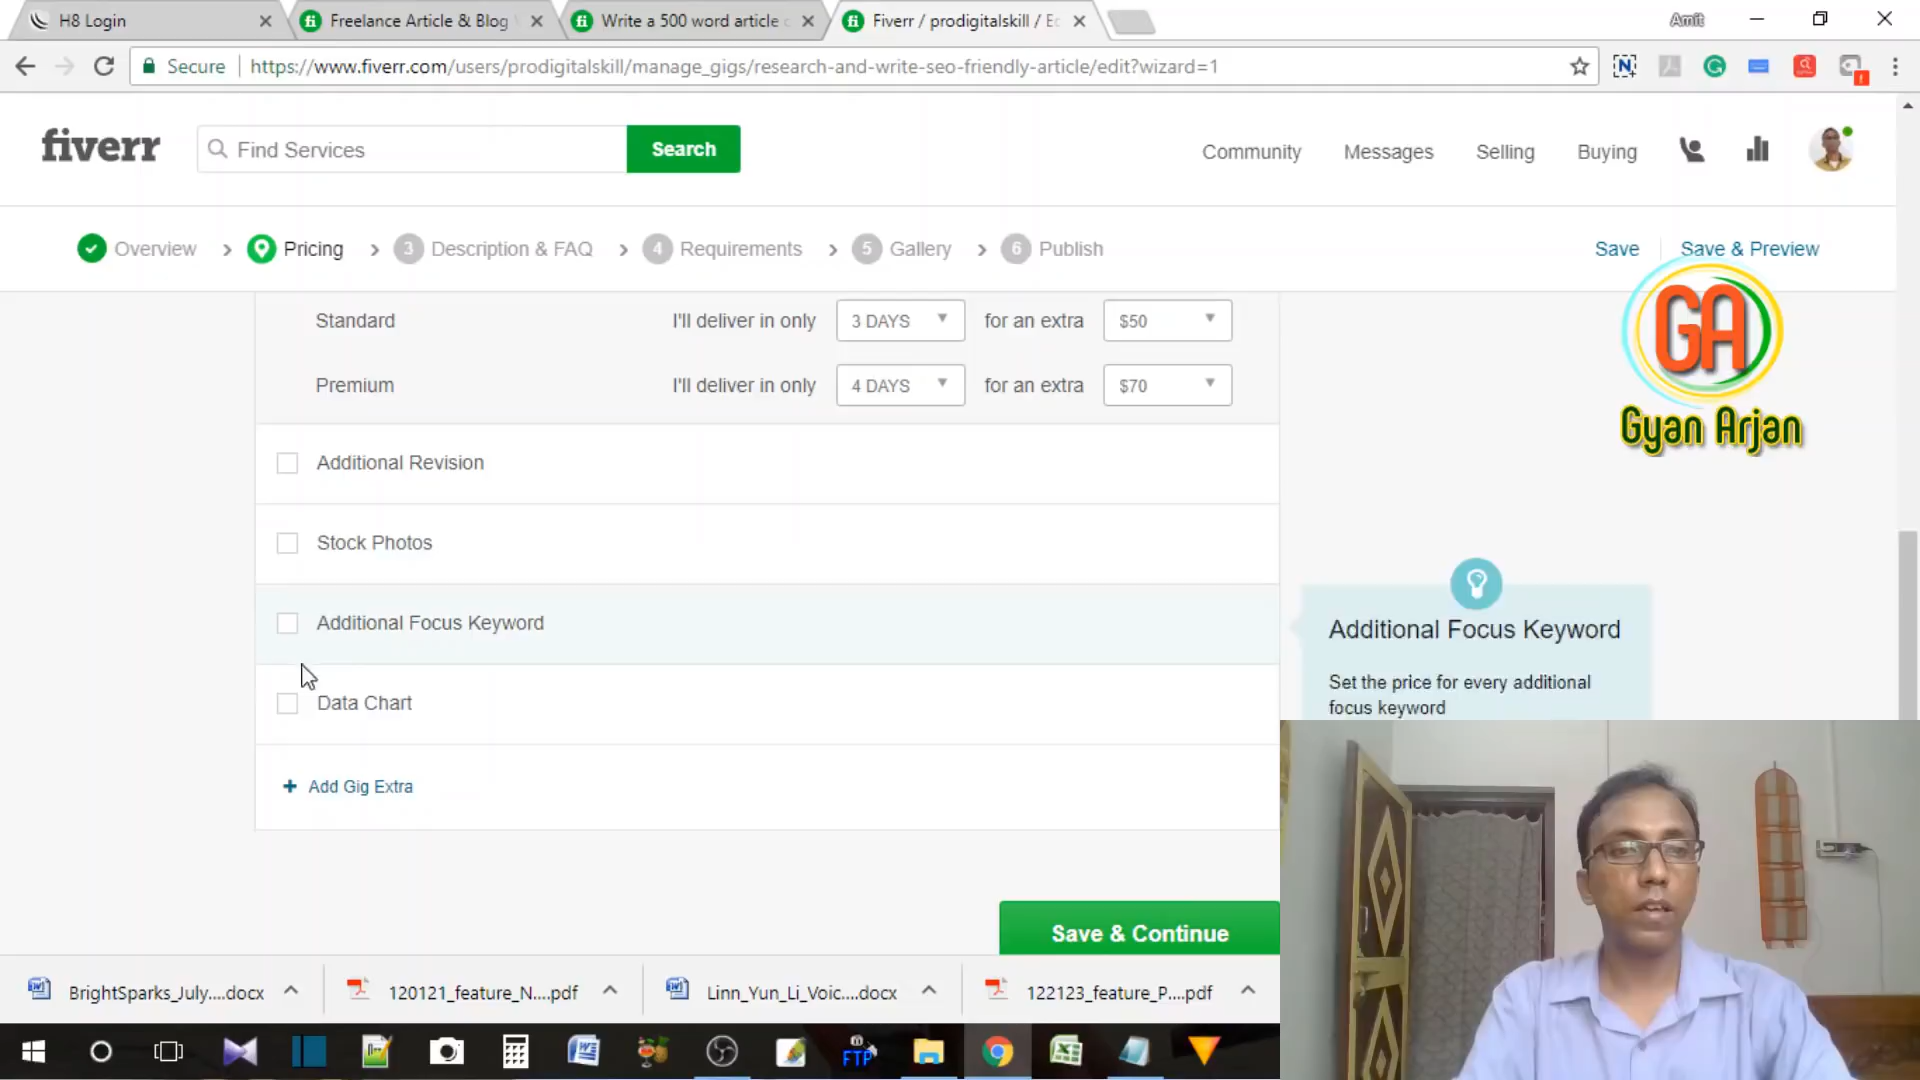 H8 Login
Freelance Article & Blog
Write a 500 word article
Fiverr / prodigitalskill /
Amit
Secure
https://www.fiverr.com/users/prodigitalskill/manage_gigs/research-and-write-seo-friendly-article/edit?wizard=1
fiverr
Find Services
Search
Community
Messages
Selling
Buying
Overview
Pricing
3 Description & FAQ
4 Requirements
5 Gallery
6 Publish
Save
Save & Preview
GA
Gyan Arjan
Standard I'll deliver in only 3 DAYS for an extra $50
Premium I'll deliver in only 4 DAYS for an extra $70
Additional Revision
Stock Photos
Additional Focus Keyword
Data Chart
+ Add Gig Extra
Additional Focus Keyword
Set the price for every additional
focus keyword
Save & Continue
BrightSparks_July....docx
120121_feature_N....pdf
Linn_Yun_Li_Voic....docx
122123_feature_P....pdf
FTP